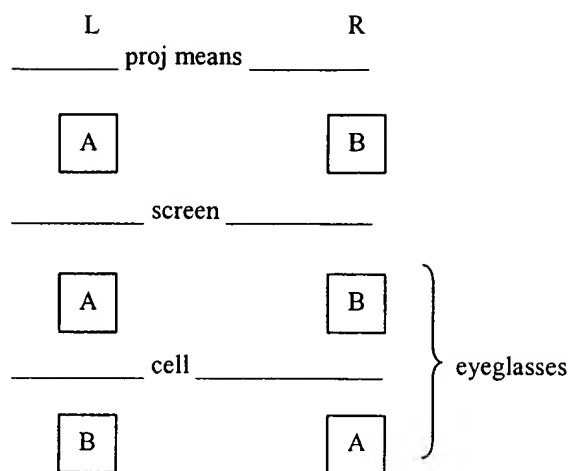 L R
proj means
A B
screen
A B
eyeglasses
cell
B A